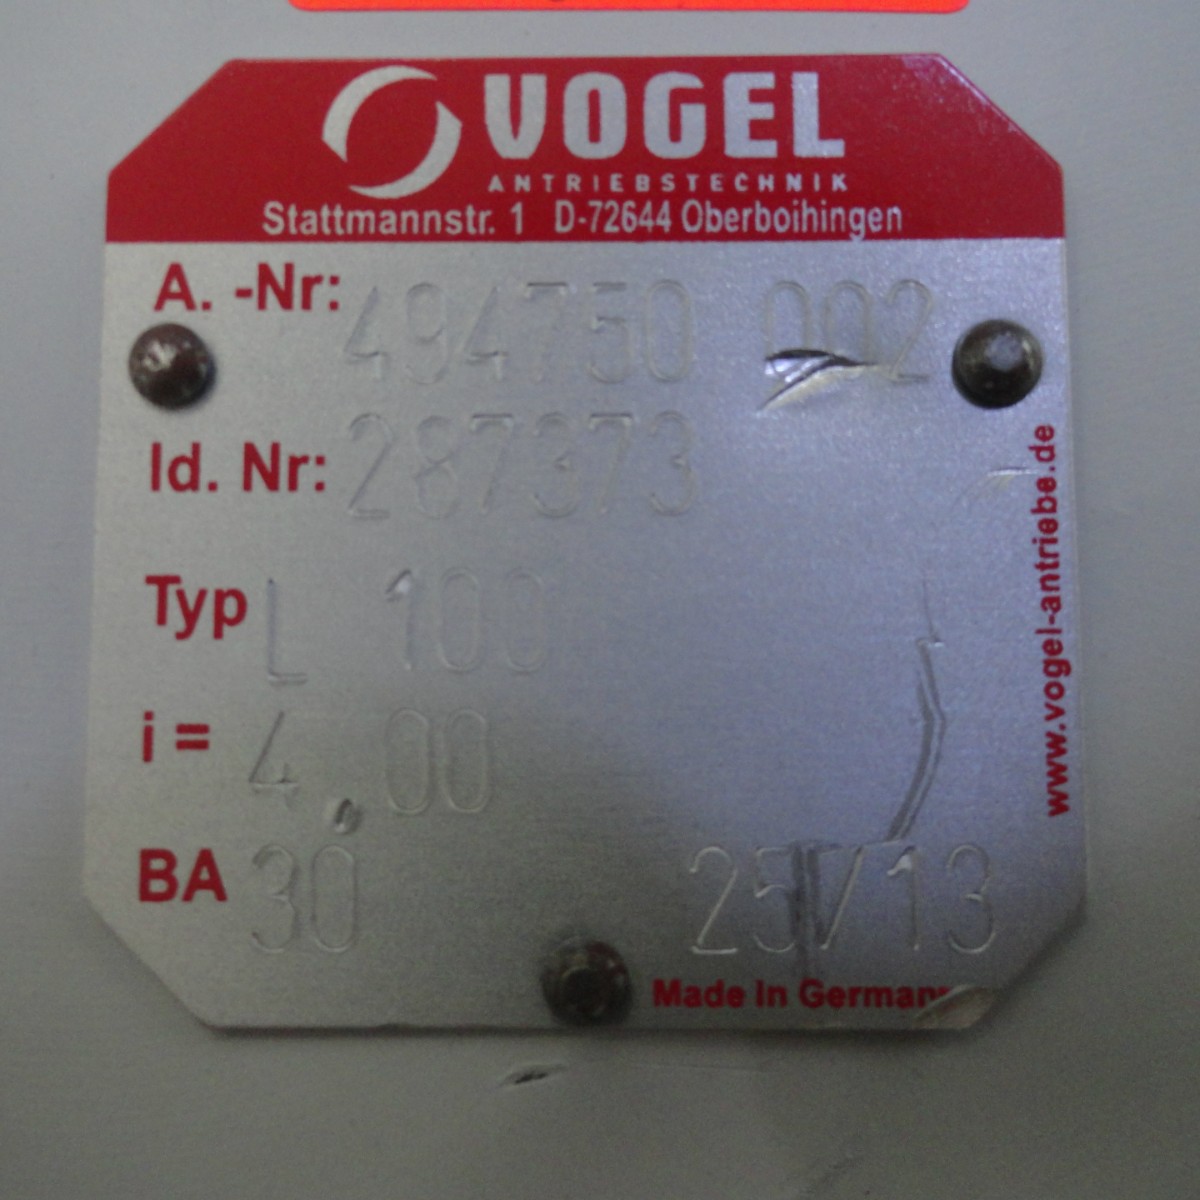 VOGEL
ANTRIEBSTECHNIK
Stattmannstr. 1 D-72644 Oberboihingen
A. -Nr: 494750 002
Id. Nr: 287373
Typ L 100
i = 4,00
BA 30 25/13
Made in Germany
www.vogel-antriebe.de